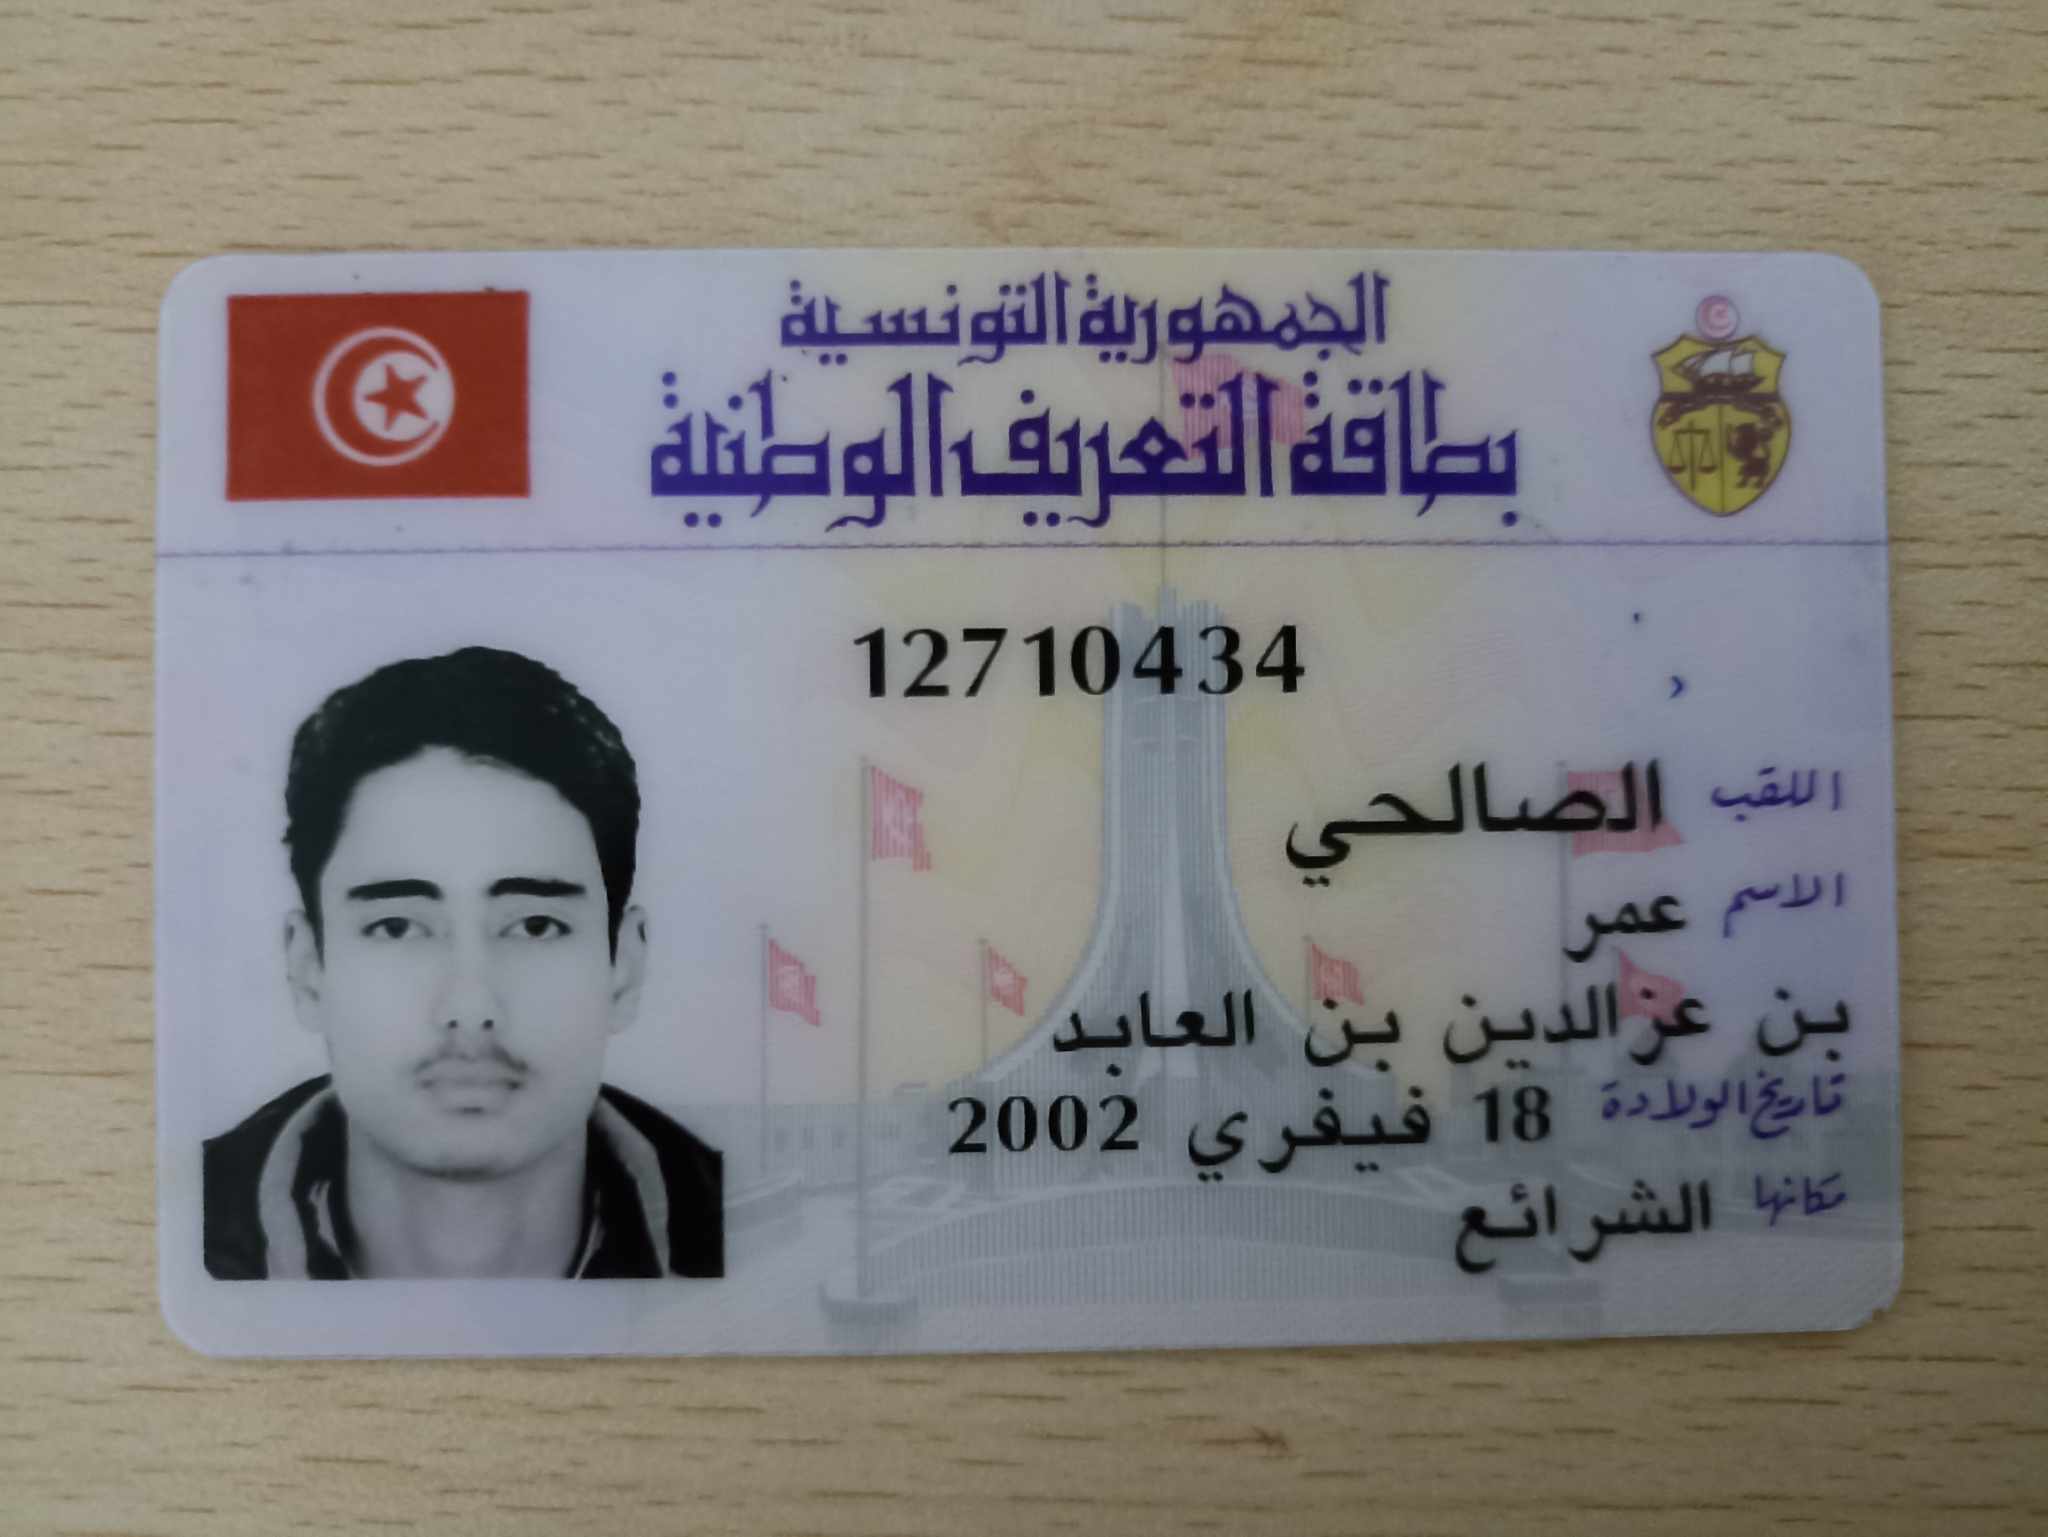 الجمهورية التونسية
بطاقة التعريف الوطنية
12710434
اللقب الصالحي
الاسم عمر
بن عزالدين بن العابد
تاريخ الولادة 18 فيفري 2002
مكانها الشرائع